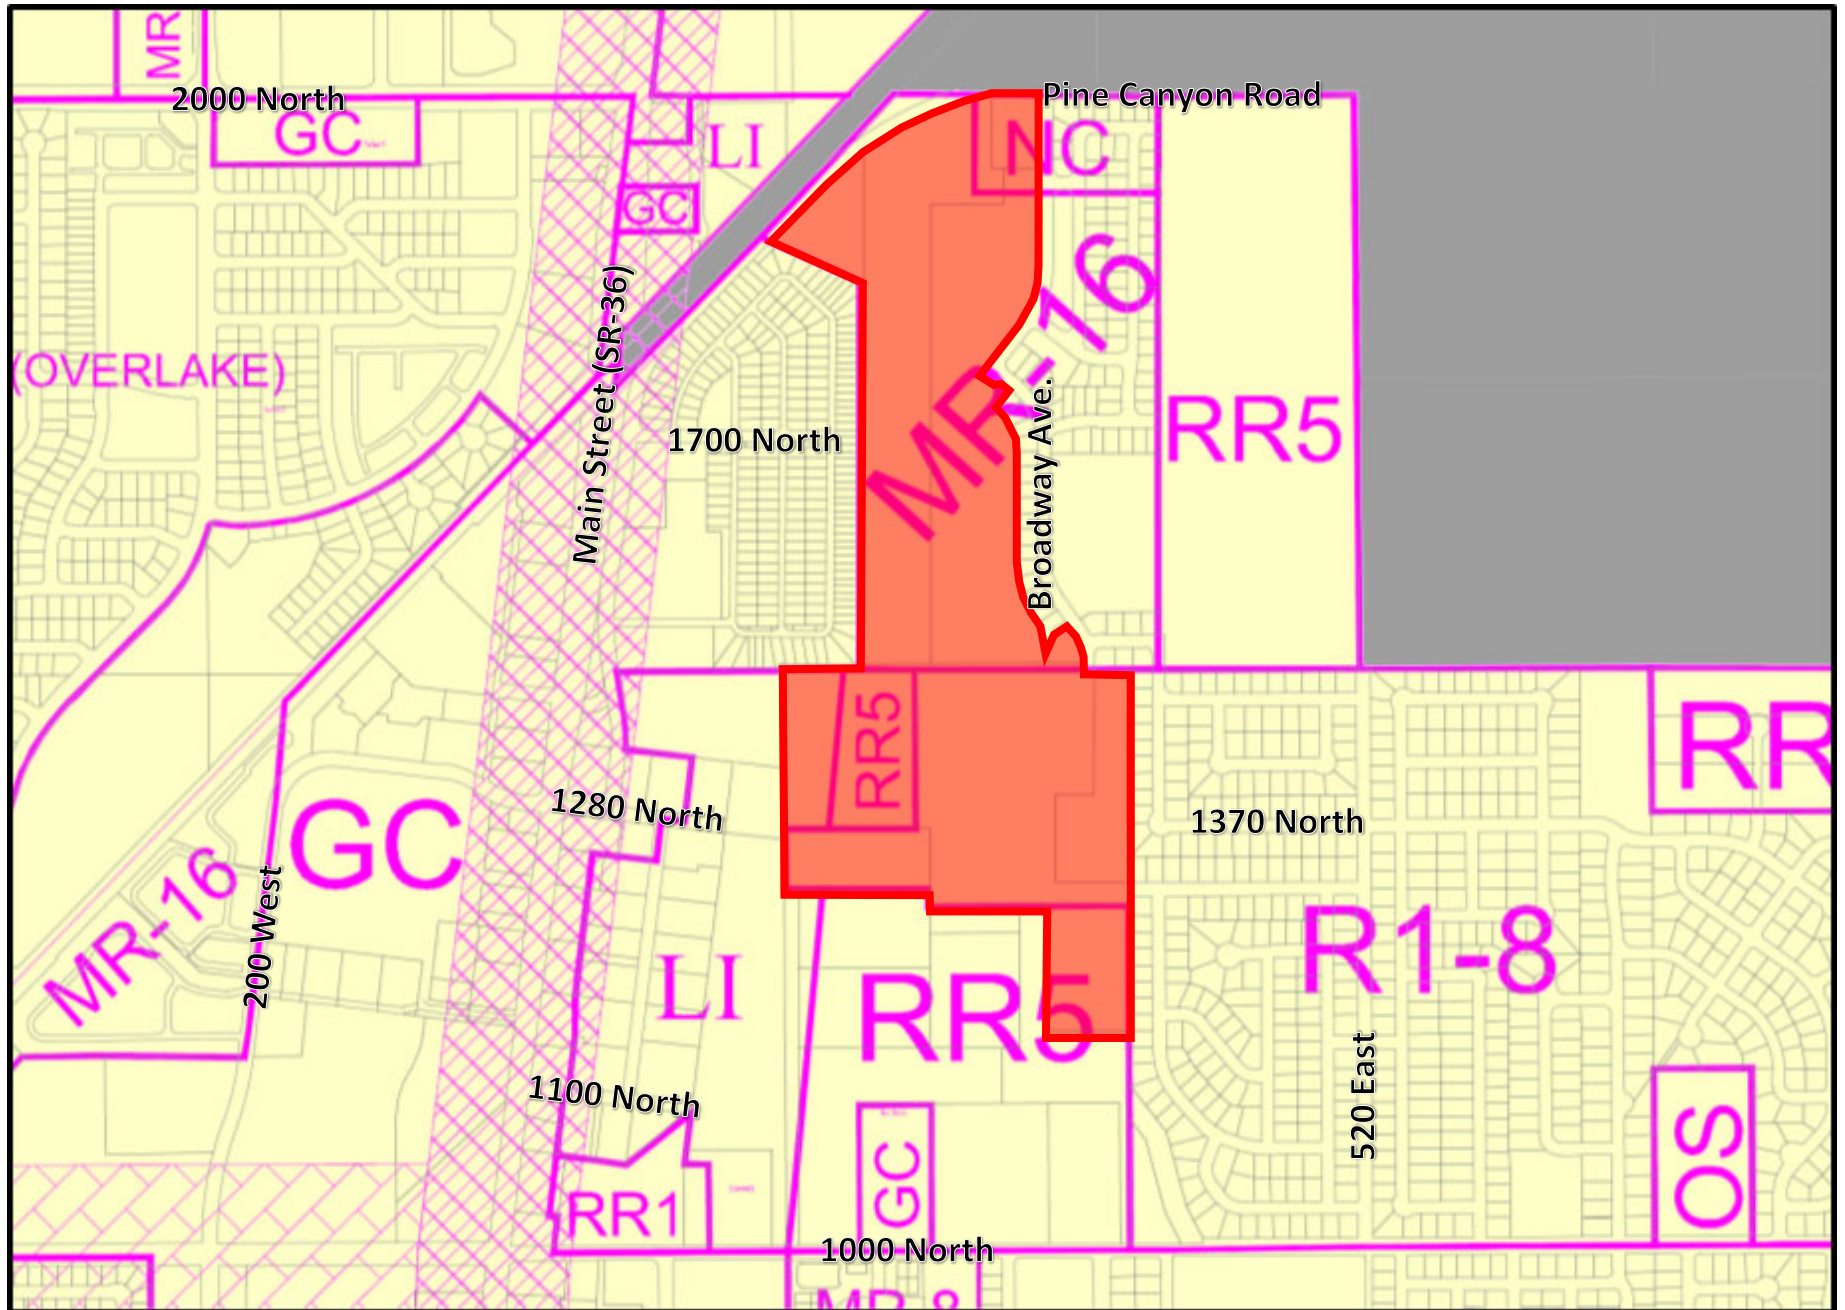 MR
2000 North
Pine Canyon Road
GC
LI
NC
GC
MR-16
(OVERLAKE)
Main Street (SR-36)
1700 North
Broadway Ave.
RR5
RR5
RR
1280 North
1370 North
GC
MR-16
200 West
LI
RR5
R1-8
520 East
1100 North
GC
OS
RR1
1000 North
MR-8